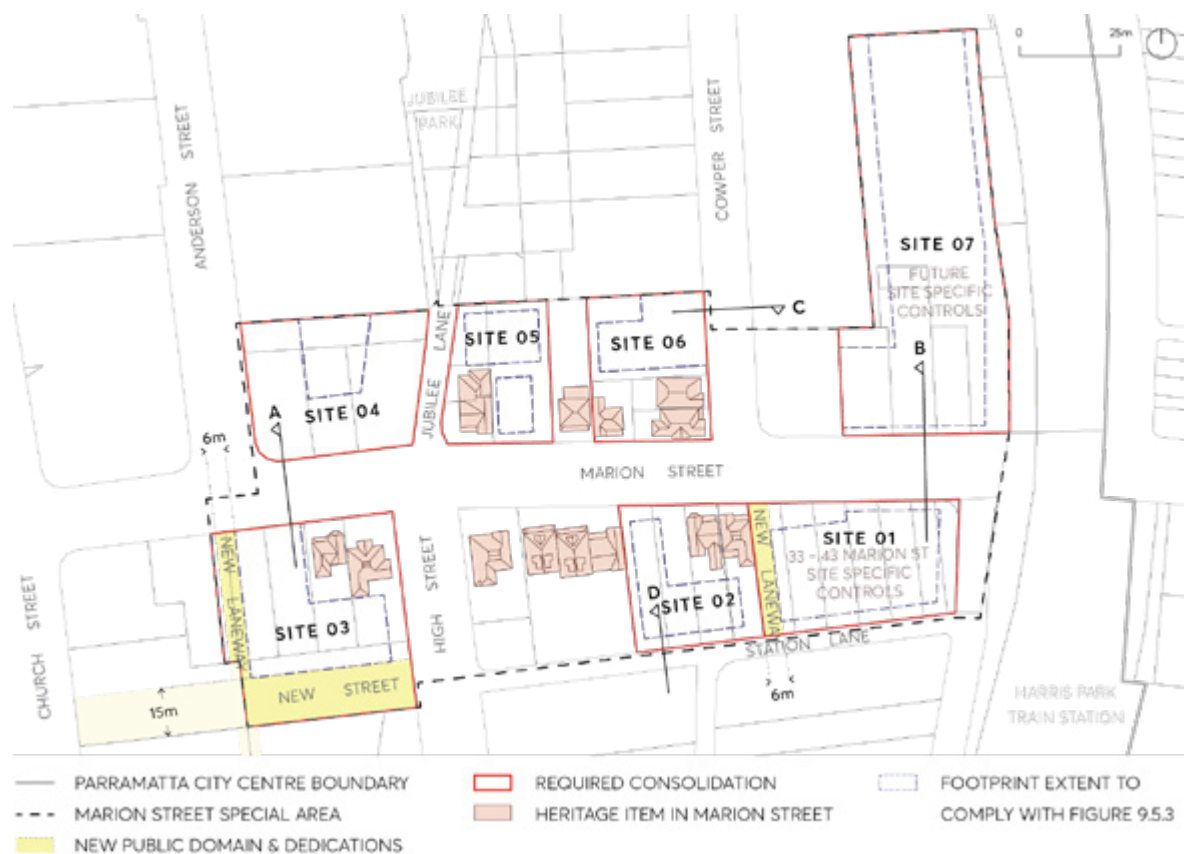 0
25m
JUBILEE
PARK
ANDERSON STREET
COWPER STREET
SITE 07
FUTURE
SITE SPECIFIC
CONTROLS
C
JUBILEE LANE
SITE 05
SITE 06
B
A
SITE 04
6m
MARION STREET
NEW LANEWAY
NEW LANEWAY
SITE 01
33 - 43 MARION ST
SITE SPECIFIC
CONTROLS
HIGH STREET
D
SITE 02
SITE 03
CHURCH STREET
STATION LANE
NEW STREET
15m
6m
HARRIS PARK
TRAIN STATION
PARRAMATTA CITY CENTRE BOUNDARY
REQUIRED CONSOLIDATION
FOOTPRINT EXTENT TO
COMPLY WITH FIGURE 9.5.3
MARION STREET SPECIAL AREA
HERITAGE ITEM IN MARION STREET
NEW PUBLIC DOMAIN & DEDICATIONS